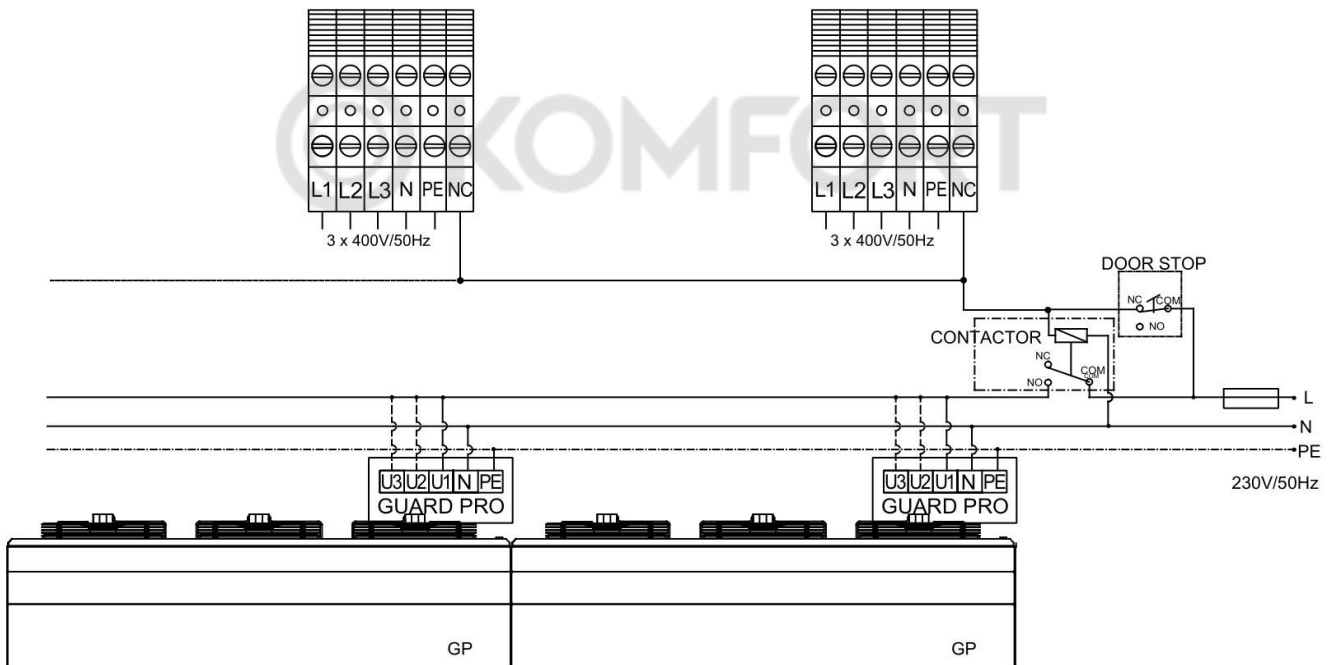 © KOMFORT
L1 L2 L3 N PE NC
L1 L2 L3 N PE NC
3 x 400V/50Hz
3 x 400V/50Hz
DOOR STOP
NC COM
NO
CONTACTOR
NC
COM
COM
NO
L
N
PE
230V/50Hz
U3 U2 U1 N PE
GUARD PRO
U3 U2 U1 N PE
GUARD PRO
GP
GP